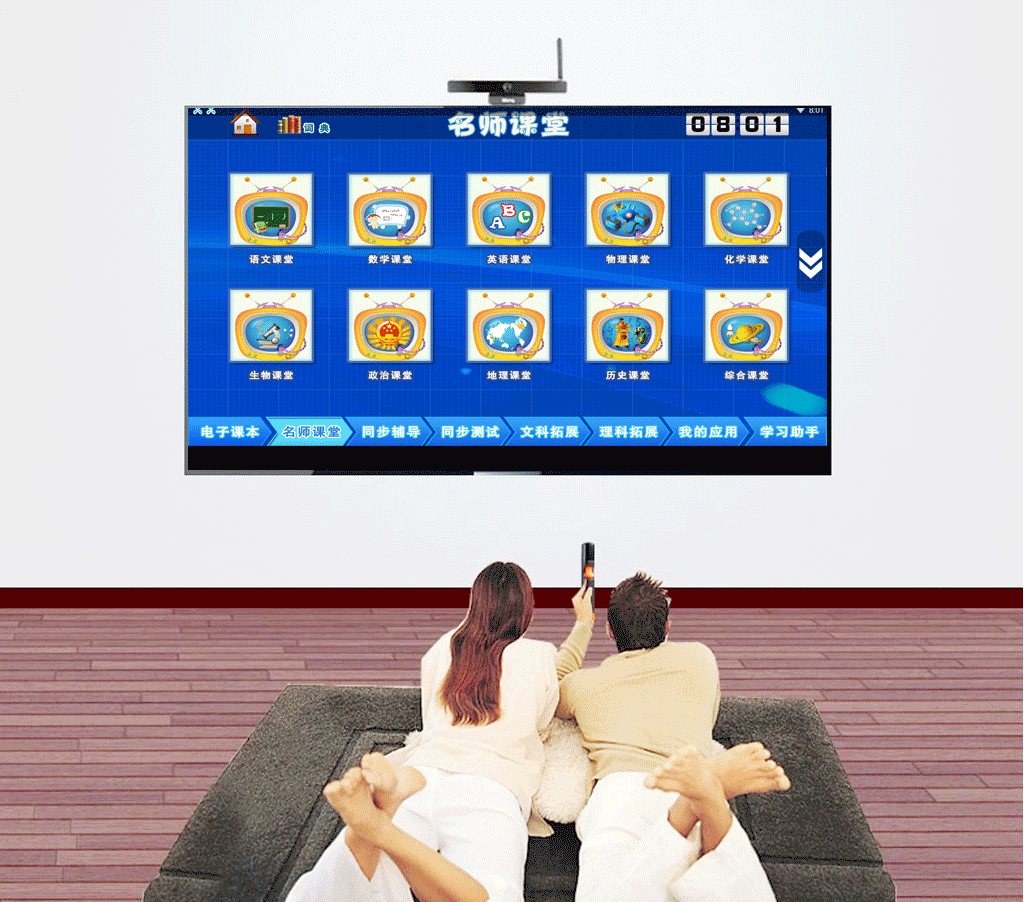 8:01
词典
名师课堂
0801
ABC
语文课堂
数学课堂
英语课堂
物理课堂
化学课堂
生物课堂
政治课堂
地理课堂
历史课堂
综合课堂
电子课本
名师课堂
同步辅导
同步测试
文科拓展
理科拓展
我的应用
学习助手